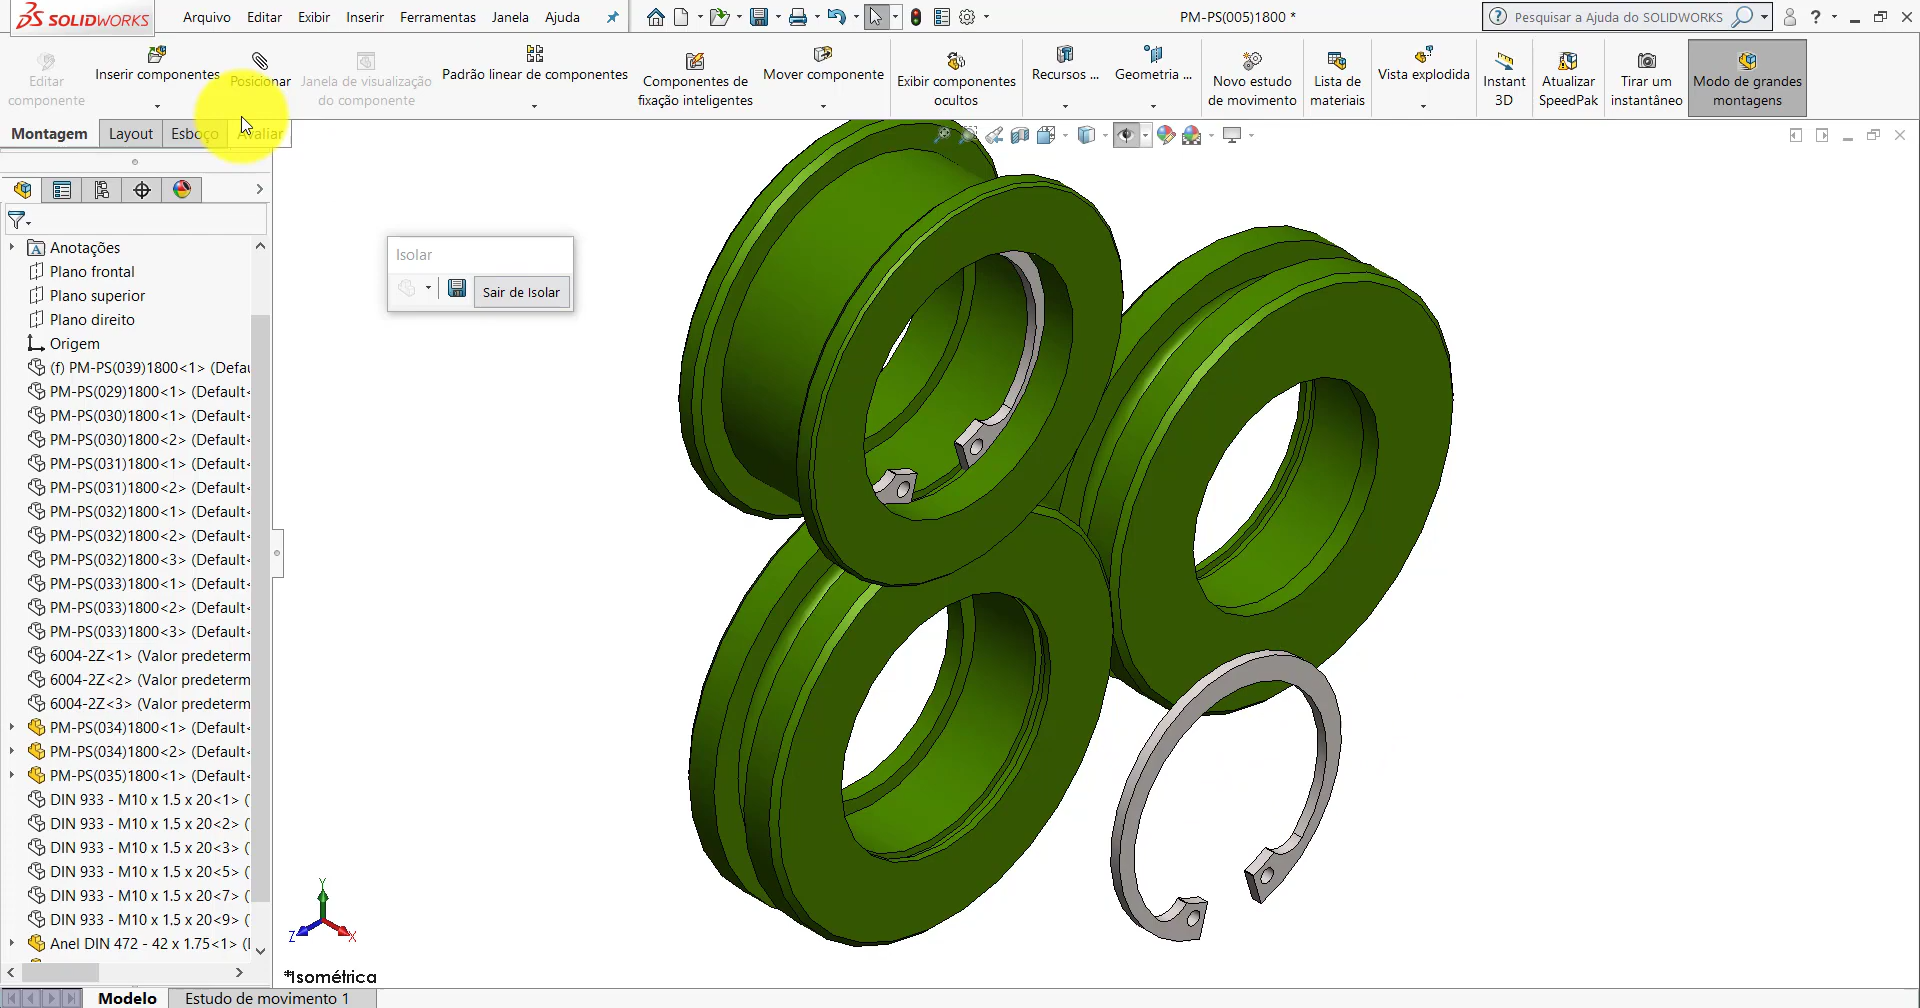 SOLIDWORKS
Arquivo Editar Exibir Inserir Ferramentas Janela Ajuda
PM-PS(005)1800 *
Pesquisar a Ajuda do SOLIDWORKS
Editar componente
Inserir componentes
Posicionar
Janela de visualização do componente
Padrão linear de componentes
Componentes de fixação inteligentes
Mover componente
Exibir componentes ocultos
Recursos ...
Geometria ...
Novo estudo de movimento
Lista de materiais
Vista explodida
Instant 3D
Atualizar SpeedPak
Tirar um instantâneo
Modo de grandes montagens
Montagem Layout Esboço Avaliar
Isolar
Sair de Isolar
Anotações
Plano frontal
Plano superior
Plano direito
Origem
(f) PM-PS(039)1800<1> (Defau
PM-PS(029)1800<1> (Default<
PM-PS(030)1800<1> (Default<
PM-PS(030)1800<2> (Default<
PM-PS(031)1800<1> (Default<
PM-PS(031)1800<2> (Default<
PM-PS(032)1800<1> (Default<
PM-PS(032)1800<2> (Default<
PM-PS(032)1800<3> (Default<
PM-PS(033)1800<1> (Default<
PM-PS(033)1800<2> (Default<
PM-PS(033)1800<3> (Default<
6004-2Z<1> (Valor predeterm
6004-2Z<2> (Valor predeterm
6004-2Z<3> (Valor predeterm
PM-PS(034)1800<1> (Default<
PM-PS(034)1800<2> (Default<
PM-PS(035)1800<1> (Default<
DIN 933 - M10 x 1.5 x 20<1> (
DIN 933 - M10 x 1.5 x 20<2> (
DIN 933 - M10 x 1.5 x 20<3> (
DIN 933 - M10 x 1.5 x 20<5> (
DIN 933 - M10 x 1.5 x 20<7> (
DIN 933 - M10 x 1.5 x 20<9> (
Anel DIN 472 - 42 x 1.75<1> (
Y
Z
X
*Isométrica
Modelo Estudo de movimento 1